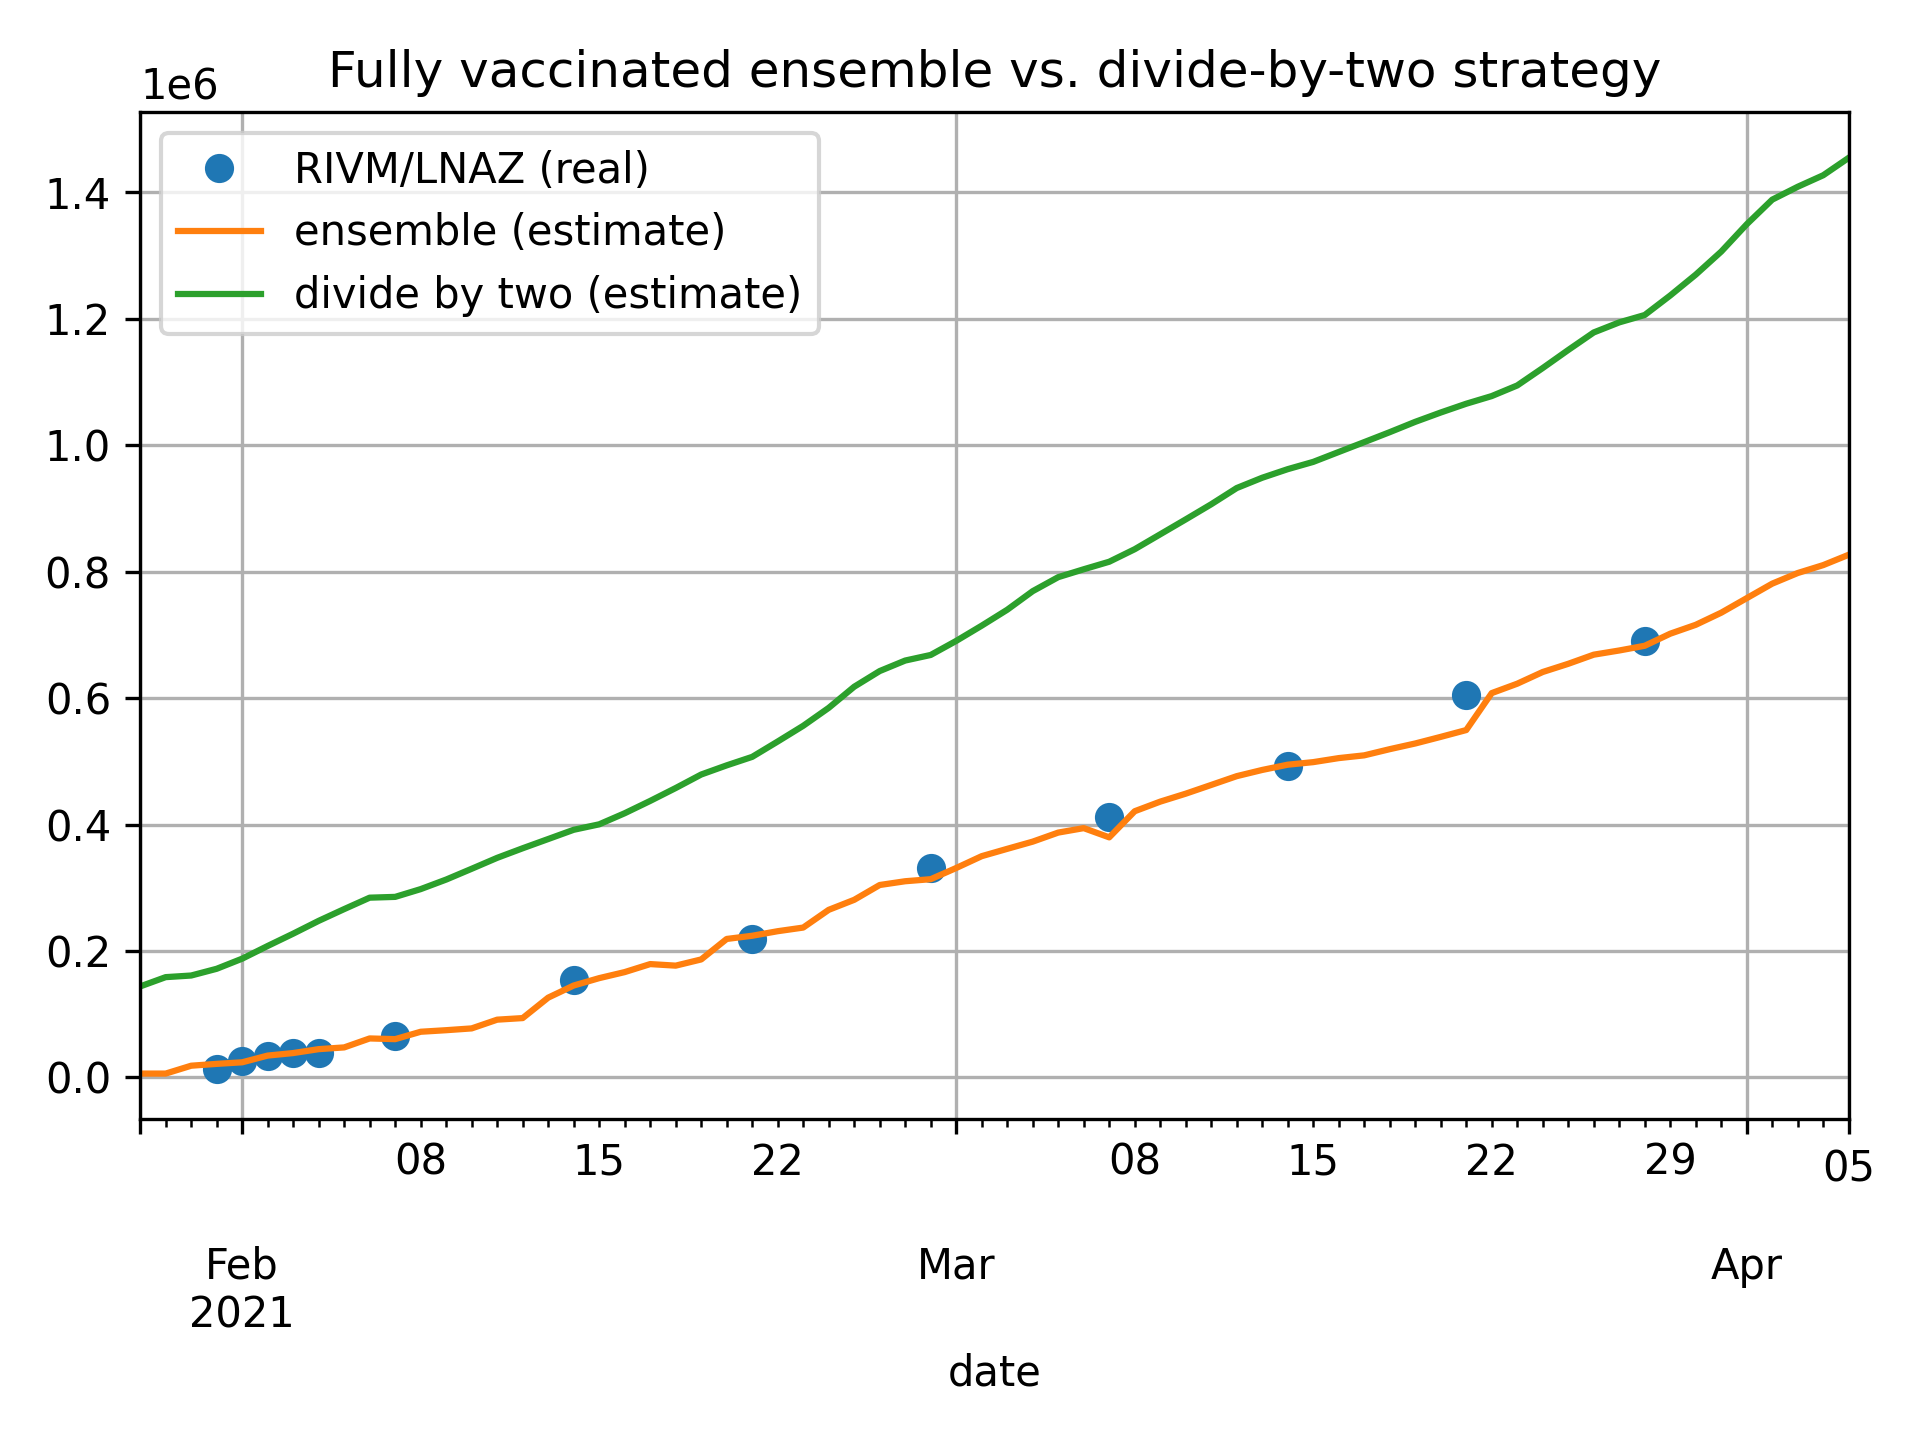 Fully vaccinated ensemble vs. divide-by-two strategy
1e6
RIVM/LNAZ (real)
ensemble (estimate)
divide by two (estimate)
1.4
1.2
1.0
0.8
0.6
0.4
0.2
0.0
08 15 22 08 15 22 29 05
Feb Mar Apr
2021
date